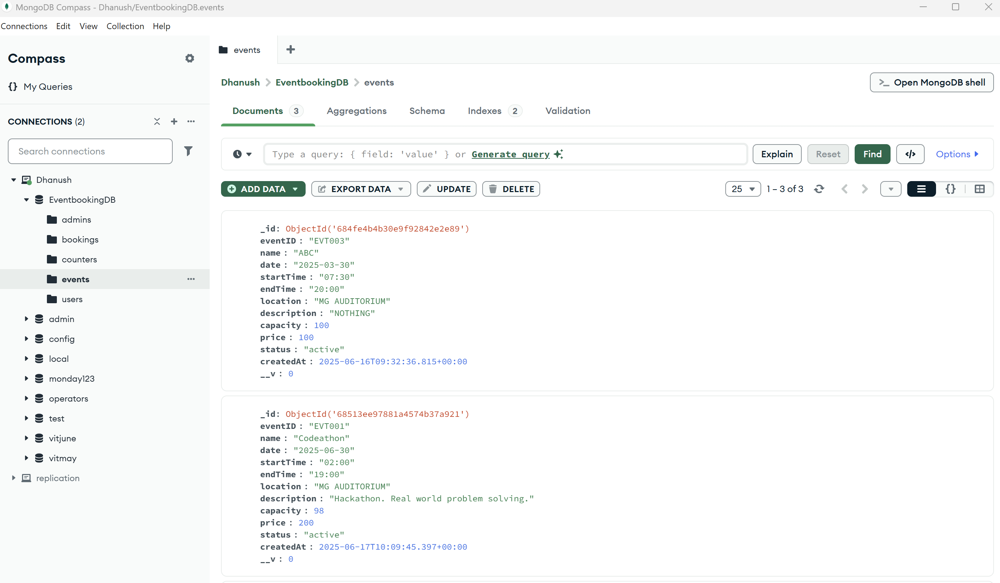 MongoDB Compass - Dhanush/EventbookingDB.events
Connections Edit View Collection Help
Compass
{} My Queries
CONNECTIONS (2)
Search connections
Dhanush
EventbookingDB
admins
bookings
counters
events
users
admin
config
local
monday123
operators
test
vitjune
vitmay
replication
events
Dhanush > EventbookingDB > events
>_ Open MongoDB shell
Documents 3 Aggregations Schema Indexes 2 Validation
Type a query: { field: 'value' } or Generate query
Explain Reset Find </> Options
ADD DATA EXPORT DATA UPDATE DELETE
25 1 – 3 of 3 {}
_id: ObjectId('684fe4b4b30e9f92842e2e89')
eventID : "EVT003"
name : "ABC"
date : "2025-03-30"
startTime : "07:30"
endTime : "20:00"
location : "MG AUDITORIUM"
description : "NOTHING"
capacity : 100
price : 100
status : "active"
createdAt : 2025-06-16T09:32:36.815+00:00
__v : 0
_id: ObjectId('68513ee97881a4574b37a921')
eventID : "EVT001"
name : "Codeathon"
date : "2025-06-30"
startTime : "02:00"
endTime : "19:00"
location : "MG AUDITORIUM"
description : "Hackathon. Real world problem solving."
capacity : 98
price : 200
status : "active"
createdAt : 2025-06-17T10:09:45.397+00:00
__v : 0